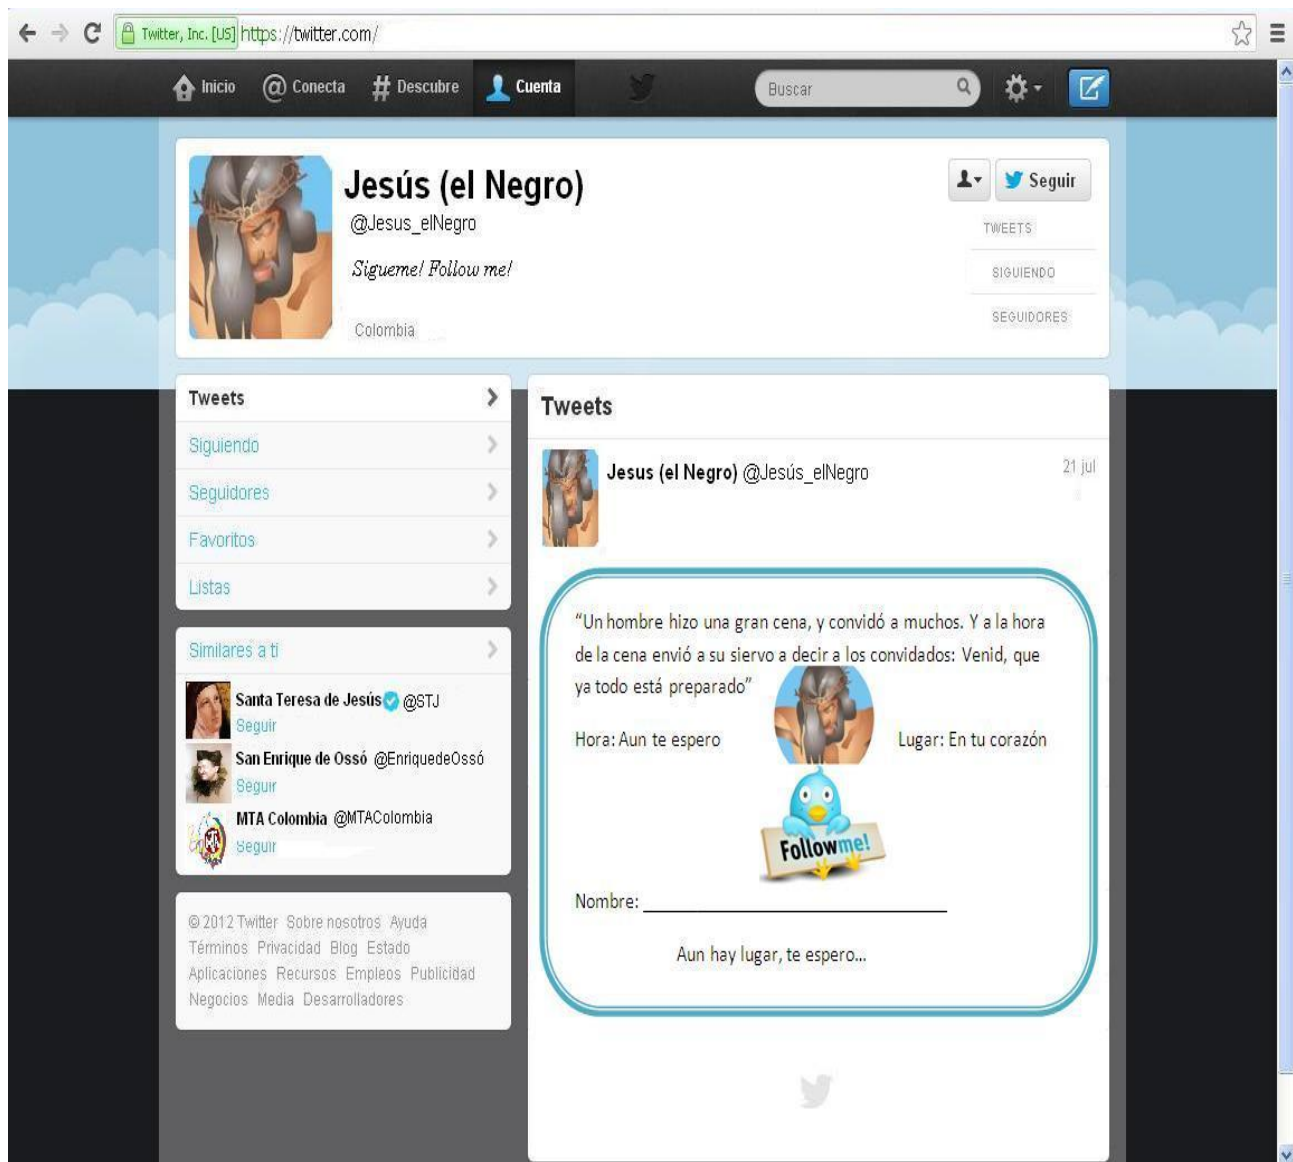 Twitter, Inc. [US] https://twitter.com/
Inicio @ Conecta # Descubre Cuenta Buscar
Jesús (el Negro)
@Jesus_elNegro
Sigueme! Follow me!
Colombia
Seguir
TWEETS
SIGUIENDO
SEGUIDORES
Tweets
Siguiendo
Seguidores
Favoritos
Listas
Similares a ti
Santa Teresa de Jesús @STJ
Seguir
San Enrique de Ossó @EnriquedeOssó
Seguir
MTA Colombia @MTAColombia
Seguir
© 2012 Twitter Sobre nosotros Ayuda
Términos Privacidad Blog Estado
Aplicaciones Recursos Empleos Publicidad
Negocios Media Desarrolladores
Tweets
Jesus (el Negro) @Jesús_elNegro 21 jul
“Un hombre hizo una gran cena, y convidó a muchos. Y a la hora
de la cena envió a su siervo a decir a los convidados: Venid, que
ya todo está preparado”
Hora: Aun te espero Lugar: En tu corazón
Followme!
Nombre:
Aun hay lugar, te espero...